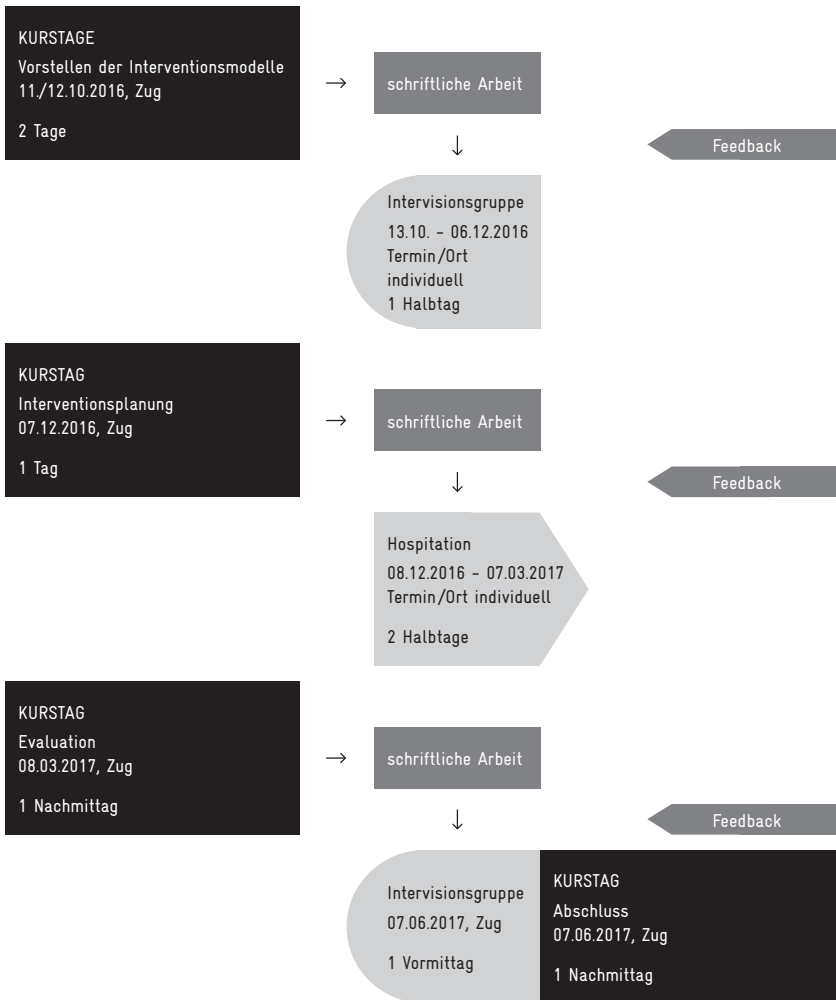 KURSTAGE
Vorstellen der Interventionsmodelle
11./12.10.2016, Zug
2 Tage
→
schriftliche Arbeit
↓
Feedback
Intervisionsgruppe
13.10. – 06.12.2016
Termin/Ort
individuell
1 Halbtag
KURSTAG
Interventionsplanung
07.12.2016, Zug
1 Tag
→
schriftliche Arbeit
↓
Feedback
Hospitation
08.12.2016 – 07.03.2017
Termin/Ort individuell
2 Halbtage
KURSTAG
Evaluation
08.03.2017, Zug
1 Nachmittag
→
schriftliche Arbeit
↓
Feedback
Intervisionsgruppe
07.06.2017, Zug
1 Vormittag
KURSTAG
Abschluss
07.06.2017, Zug
1 Nachmittag